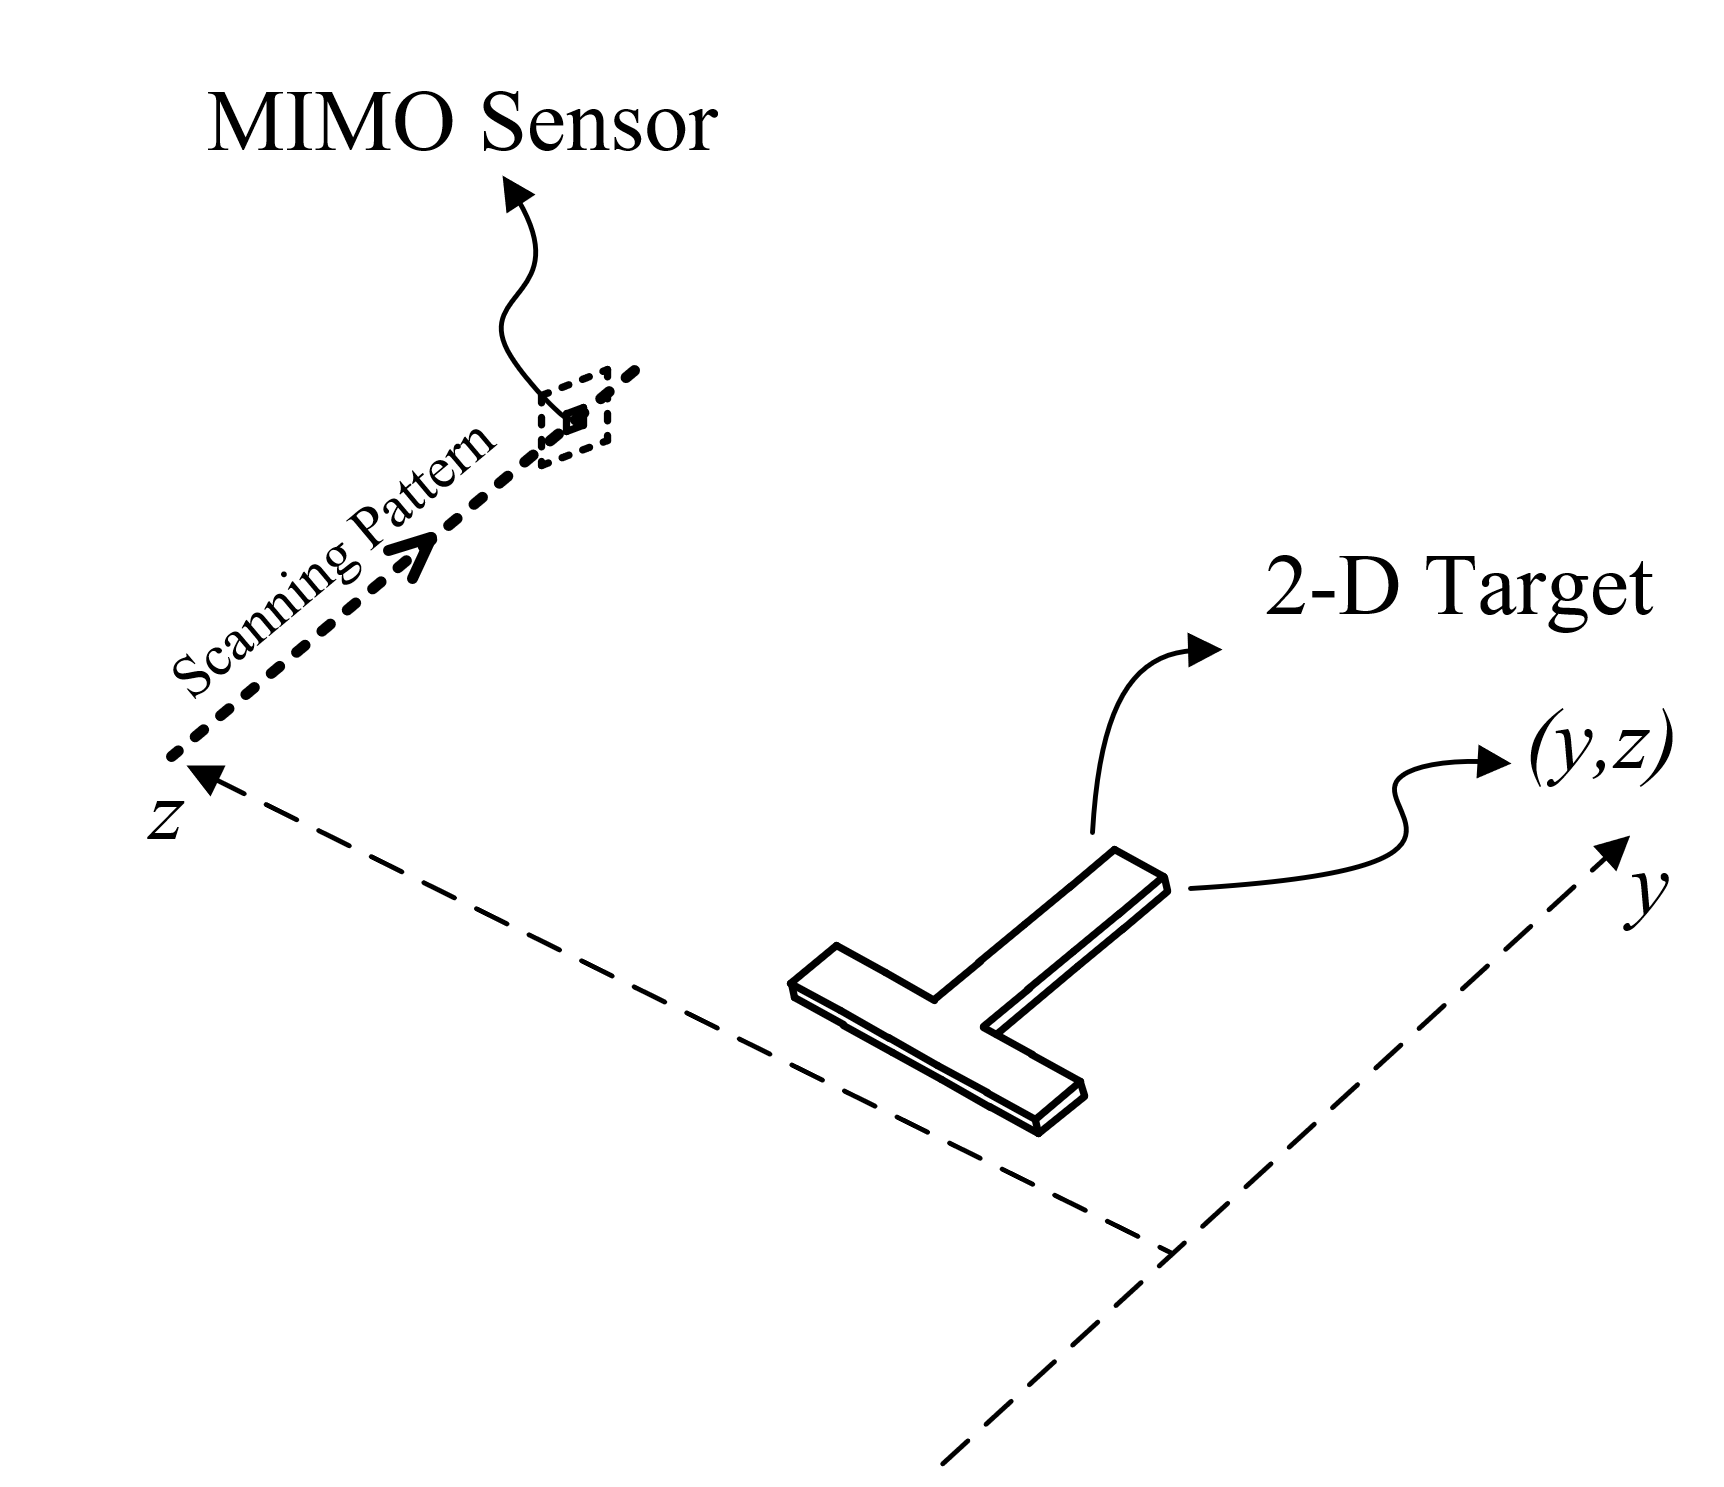 MIMO Sensor
Scanning Pattern
2-D Target
(y,z)
z
y